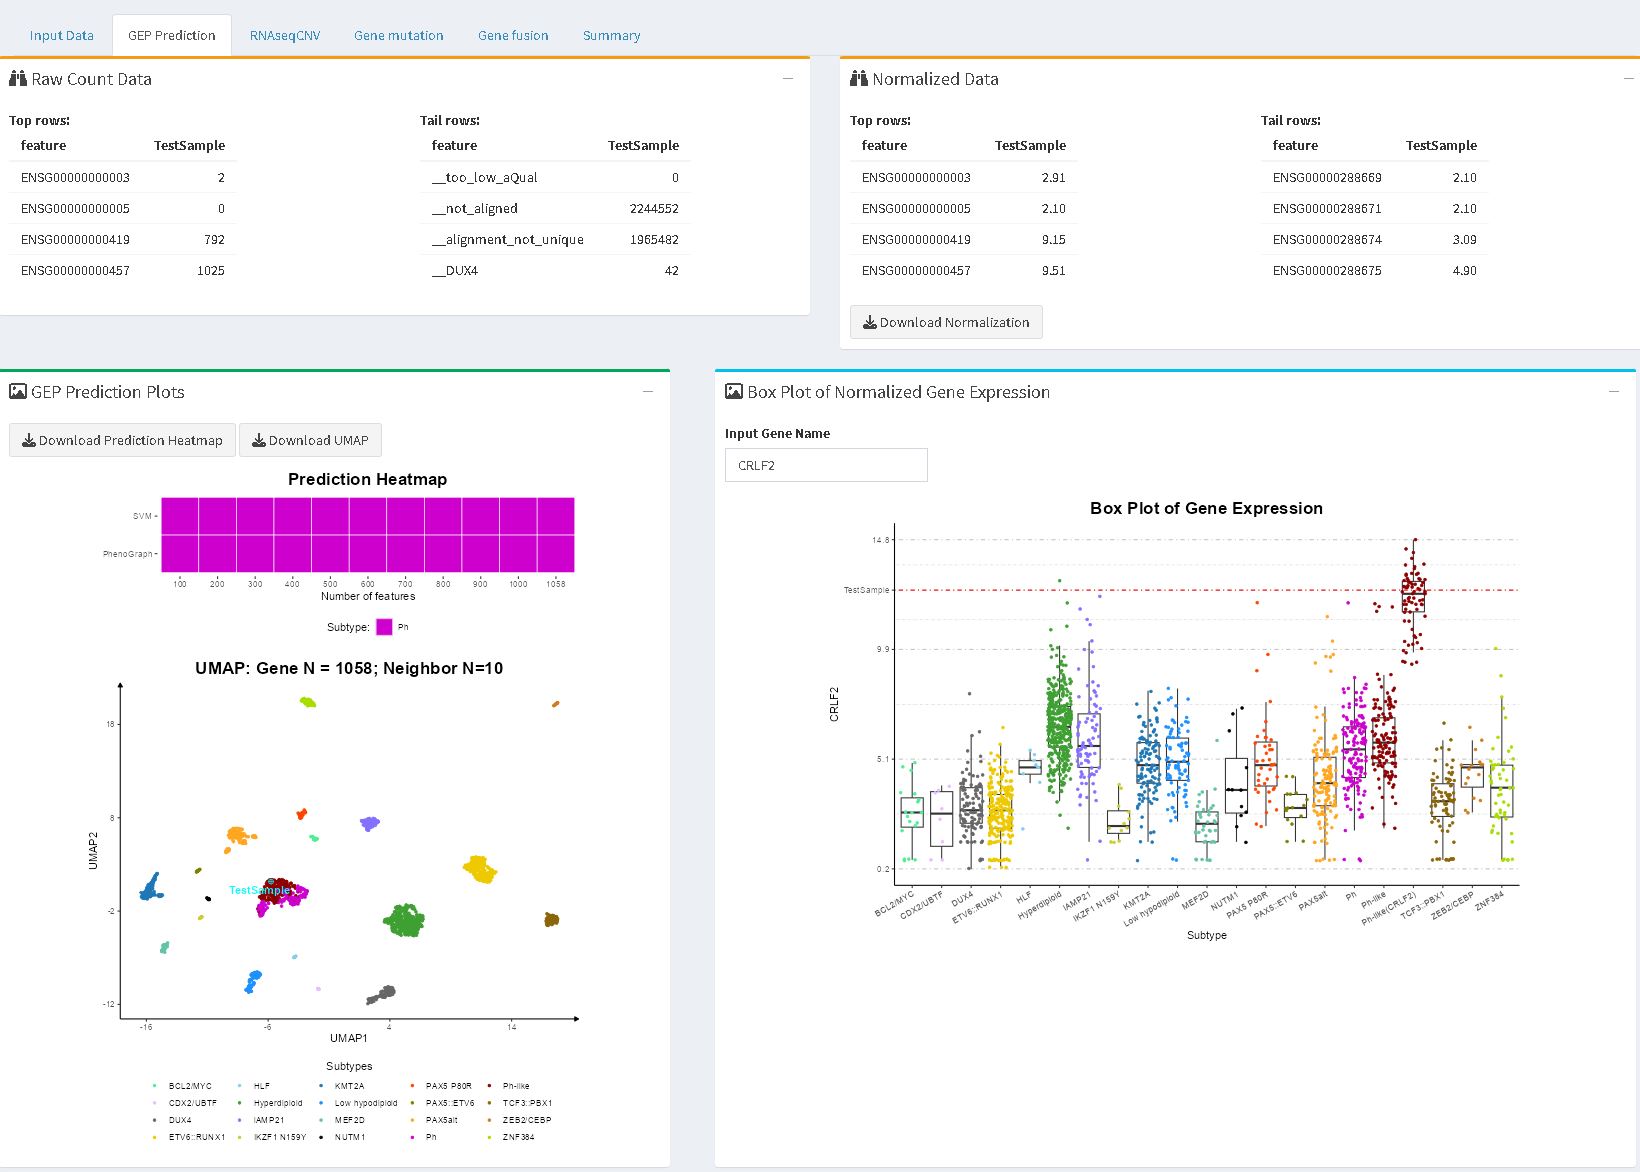 Input Data GEP Prediction RNAseqCNV Gene mutation Gene fusion Summary
Raw Count Data
Top rows:
feature TestSample
ENSG00000000003 2
ENSG00000000005 0
ENSG00000000419 792
ENSG00000000457 1025
Tail rows:
feature TestSample
__too_low_aQual 0
__not_aligned 2244552
__alignment_not_unique 1965482
__DUX4 42
Normalized Data
Top rows:
feature TestSample
ENSG00000000003 2.91
ENSG00000000005 2.10
ENSG00000000419 9.15
ENSG00000000457 9.51
Tail rows:
feature TestSample
ENSG00000288669 2.10
ENSG00000288671 2.10
ENSG00000288674 3.09
ENSG00000288675 4.90
Download Normalization
GEP Prediction Plots
Download Prediction Heatmap Download UMAP
Prediction Heatmap
SVM
PhenoGraph
100 200 300 400 500 600 700 800 900 1000 1058
Number of features
Subtype: Ph
UMAP: Gene N = 1058; Neighbor N=10
UMAP2
18
8
-2
-12
TestSample
-16 -6 4 14
UMAP1
Subtypes
BCL2/MYC HLF KMT2A PAX5 P80R Ph-like
CDX2/UBTF Hyperdiploid Low hypodiploid PAX5::ETV6 TCF3::PBX1
DUX4 iAMP21 MEF2D PAX5alt ZEB2/CEBP
ETV6::RUNX1 IKZF1 N159Y NUTM1 Ph ZNF384
Box Plot of Normalized Gene Expression
Input Gene Name
CRLF2
Box Plot of Gene Expression
CRLF2
14.8
TestSample
9.9
5.1
0.2
BCL2/MYC CDX2/UBTF DUX4 ETV6::RUNX1 HLF Hyperdiploid iAMP21 IKZF1 N159Y KMT2A Low hypodiploid MEF2D NUTM1 PAX5 P80R PAX5::ETV6 PAX5alt Ph Ph-like Ph-like(CRLF2) TCF3::PBX1 ZEB2/CEBP ZNF384
Subtype